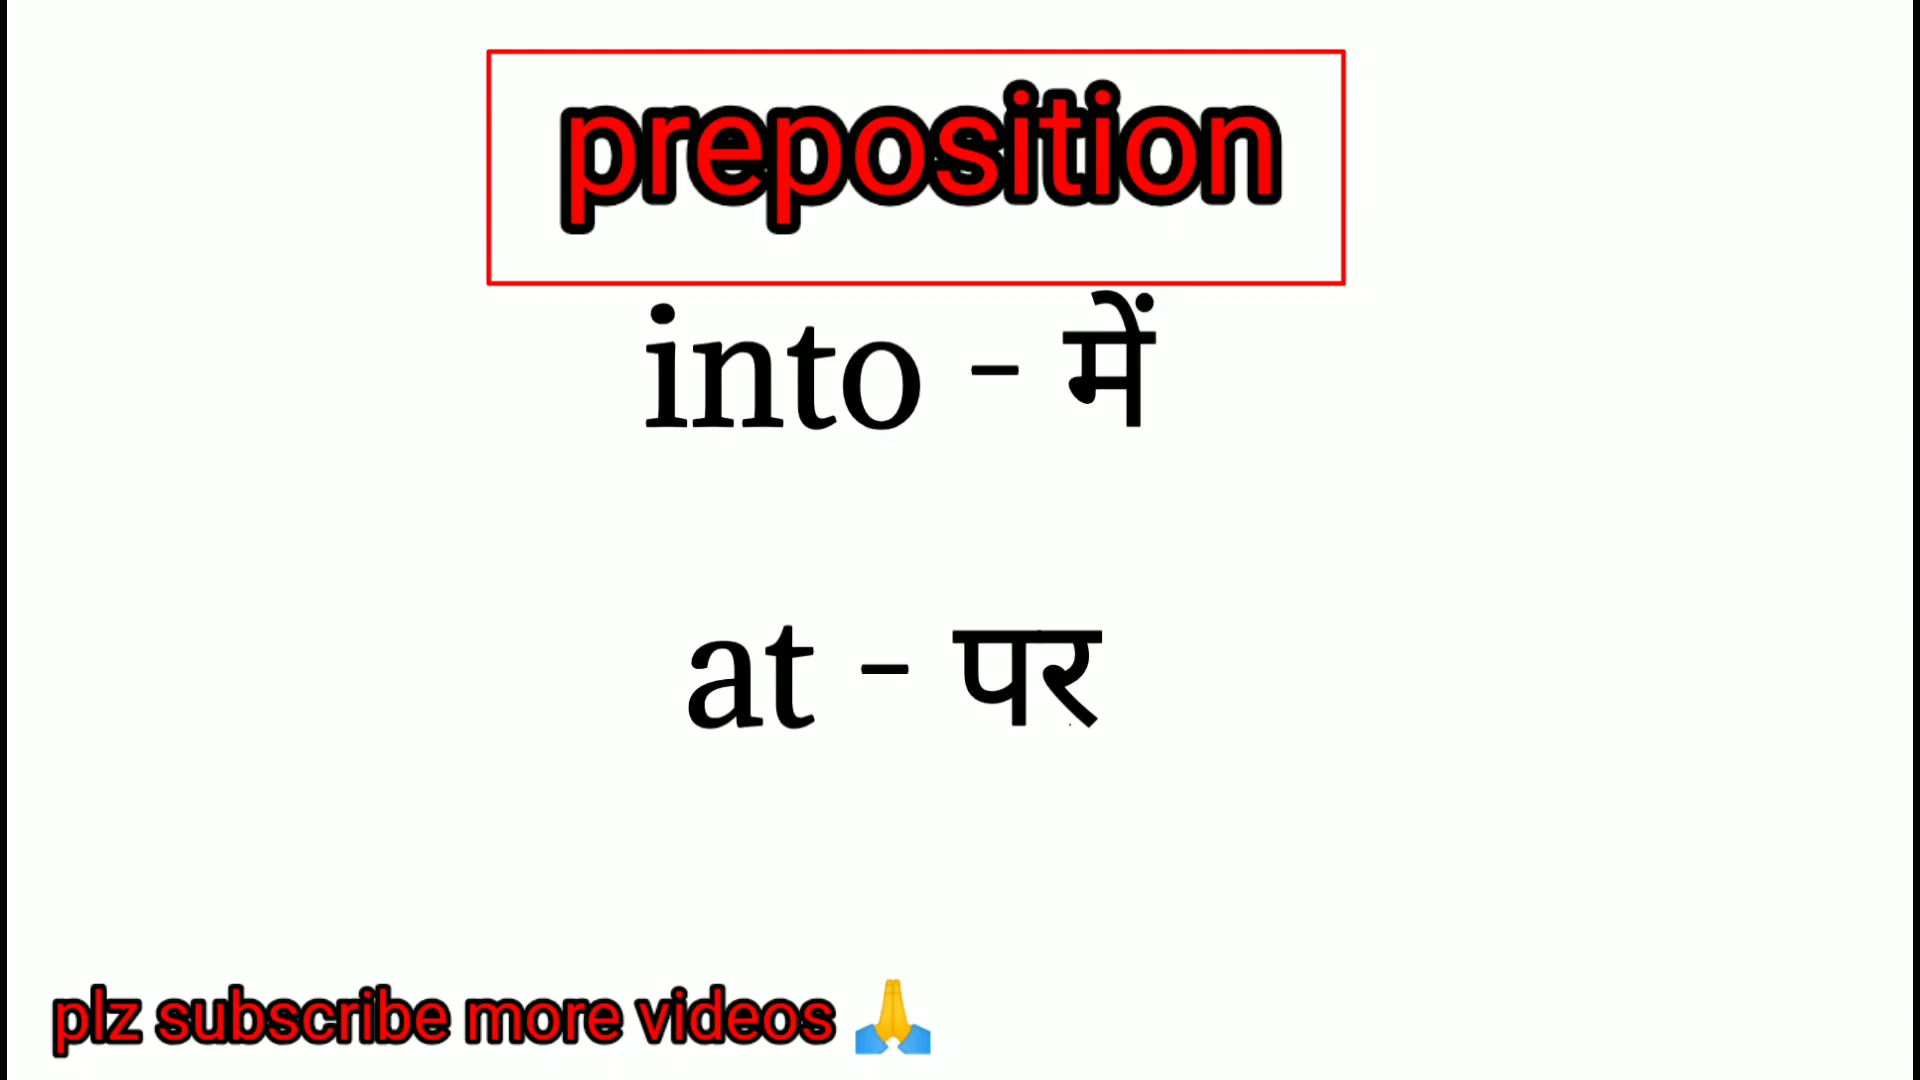 preposition
into - में
at - पर
plz subscribe more videos 🙏